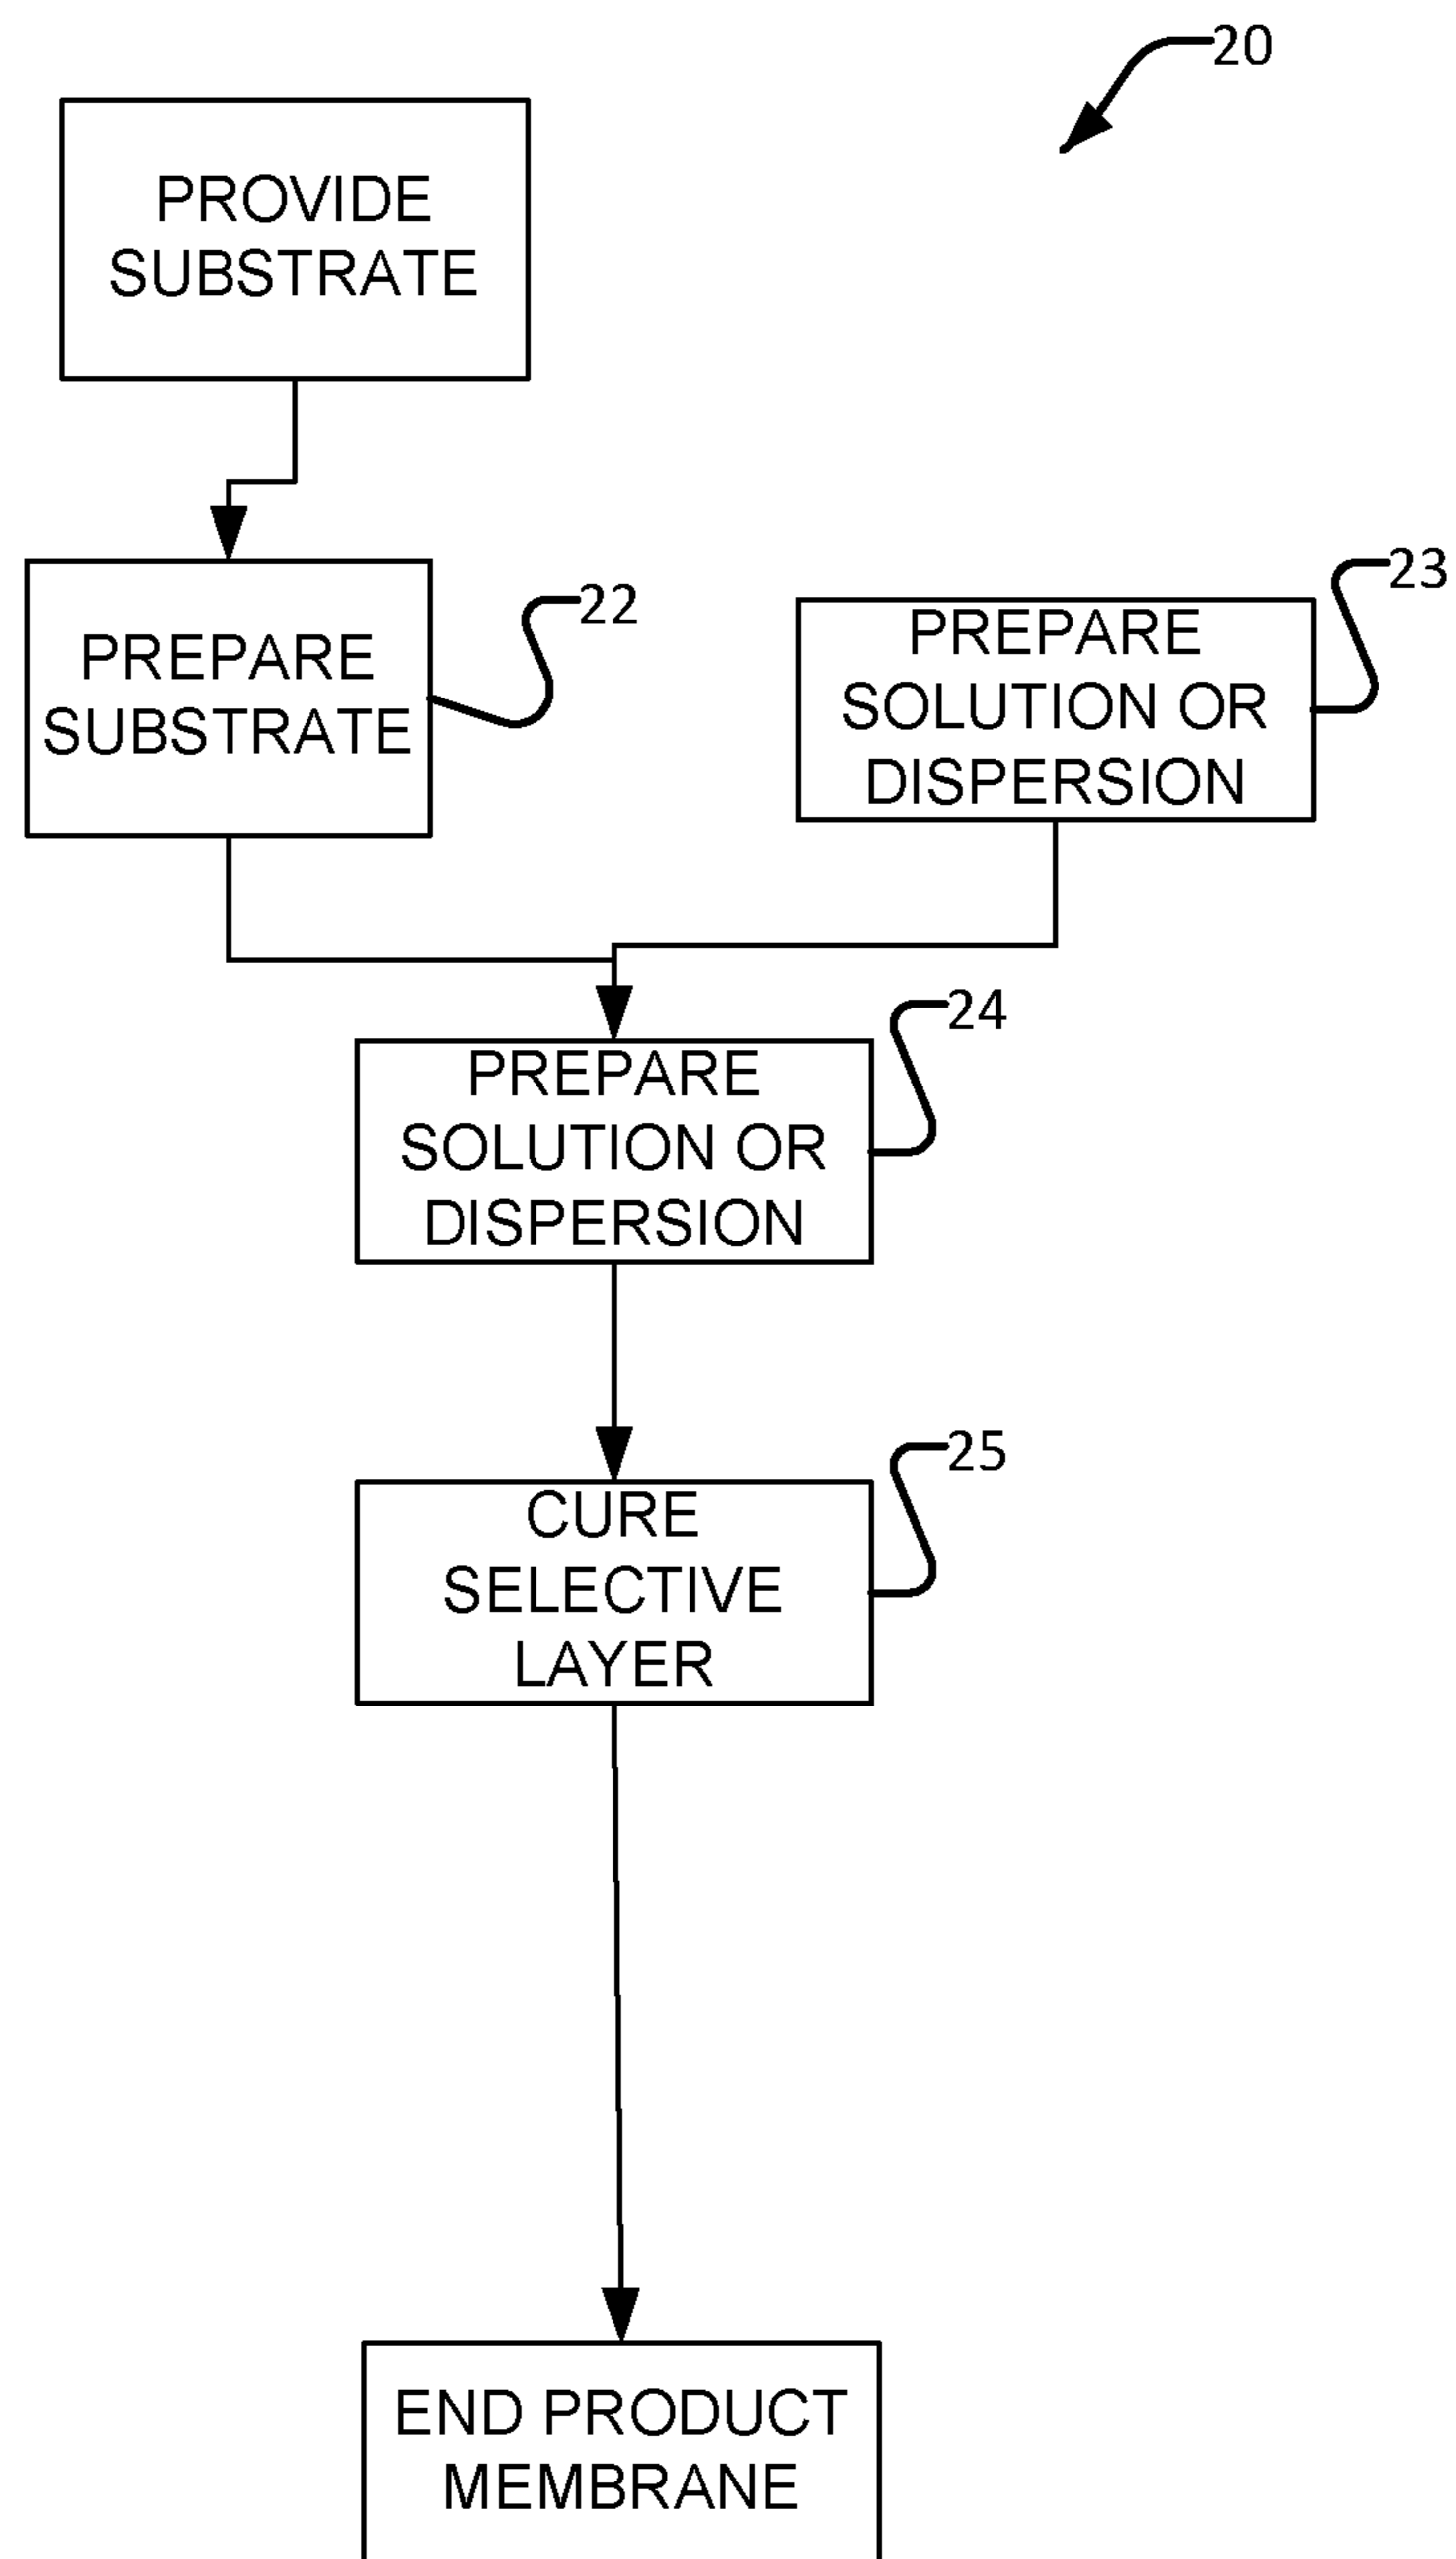 20
PROVIDE
SUBSTRATE
PREPARE
SUBSTRATE
22
PREPARE
SOLUTION OR
DISPERSION
23
PREPARE
SOLUTION OR
DISPERSION
24
CURE
SELECTIVE
LAYER
25
END PRODUCT
MEMBRANE